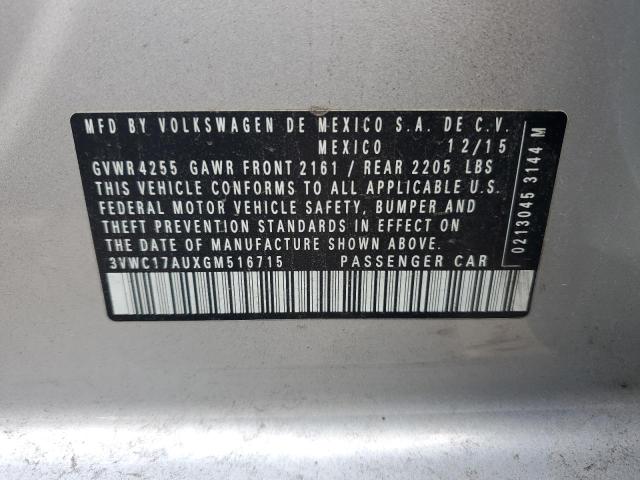 MFD BY VOLKSWAGEN DE MEXICO S.A. DE C.V.
MEXICO 12/15
GVWR 4255 GAWR FRONT 2161 / REAR 2205 LBS
THIS VEHICLE CONFORMS TO ALL APPLICABLE U.S.
FEDERAL MOTOR VEHICLE SAFETY, BUMPER AND
THEFT PREVENTION STANDARDS IN EFFECT ON
THE DATE OF MANUFACTURE SHOWN ABOVE.
3VWC17AUXGM516715 PASSENGER CAR
0213045 3144 M